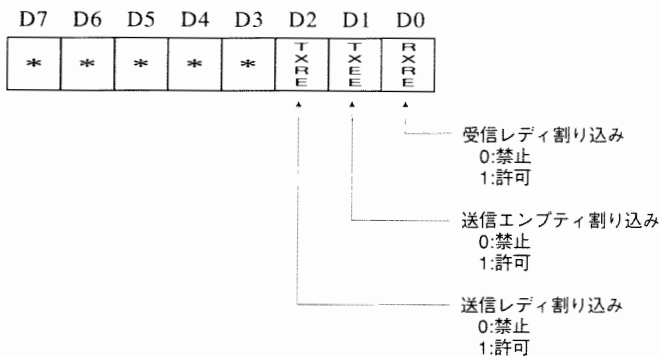 D7 D6 D5 D4 D3 D2 D1 D0
* * * * * TXRE TXEE RXRE
受信レディ割り込み
0:禁止
1:許可
送信エンプティ割り込み
0:禁止
1:許可
送信レディ割り込み
0:禁止
1:許可